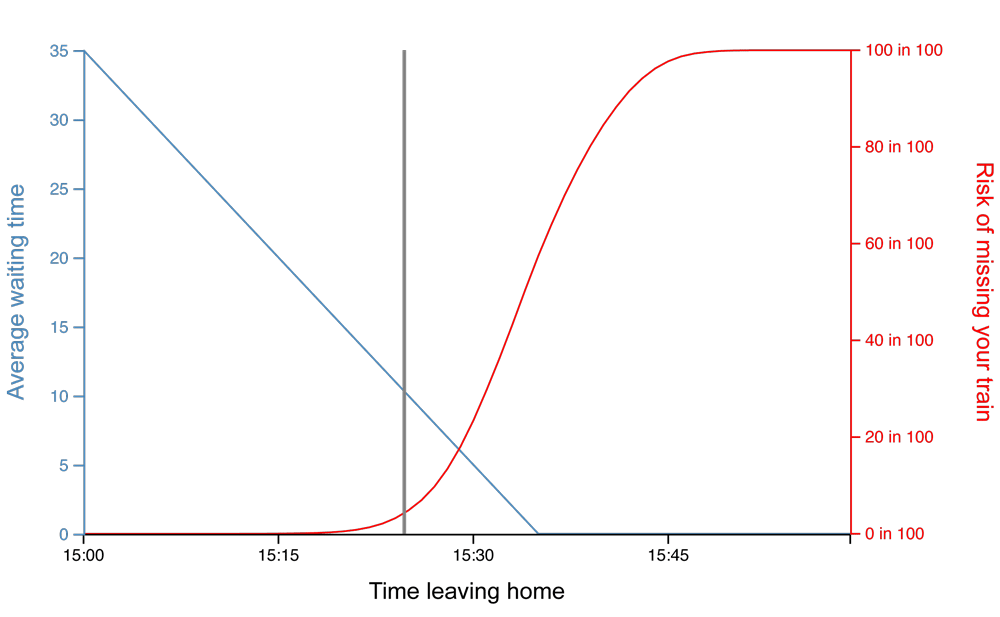 Average waiting time
35
30
25
20
15
10
5
0
100 in 100
80 in 100
60 in 100
40 in 100
20 in 100
0 in 100
Risk of missing your train
15:00
15:15
15:30
15:45
Time leaving home